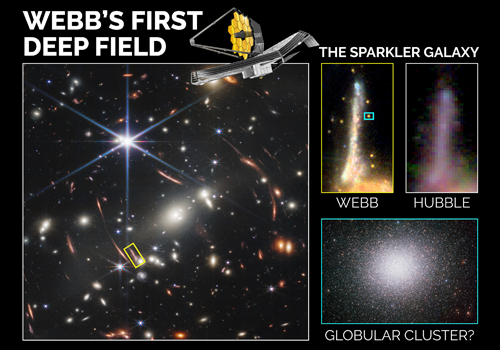 WEBB'S FIRST
DEEP FIELD
THE SPARKLER GALAXY
WEBB
HUBBLE
GLOBULAR CLUSTER?